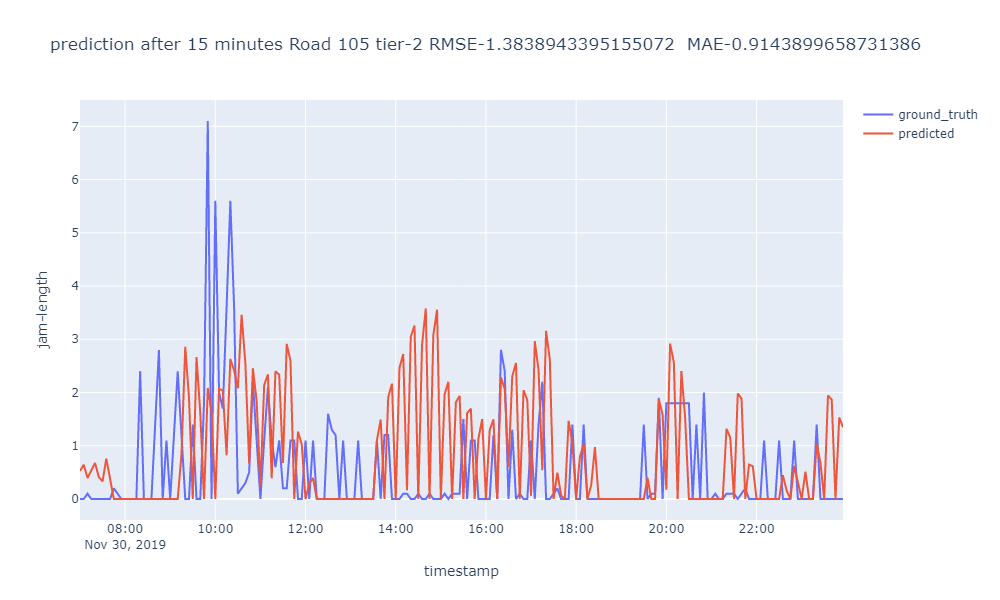 prediction after 15 minutes Road 105 tier-2 RMSE-1.3838943395155072  MAE-0.9143899658731386
ground_truth
predicted
7
6
5
4
3
2
1
0
jam-length
08:00 10:00 12:00 14:00 16:00 18:00 20:00 22:00
Nov 30, 2019
timestamp